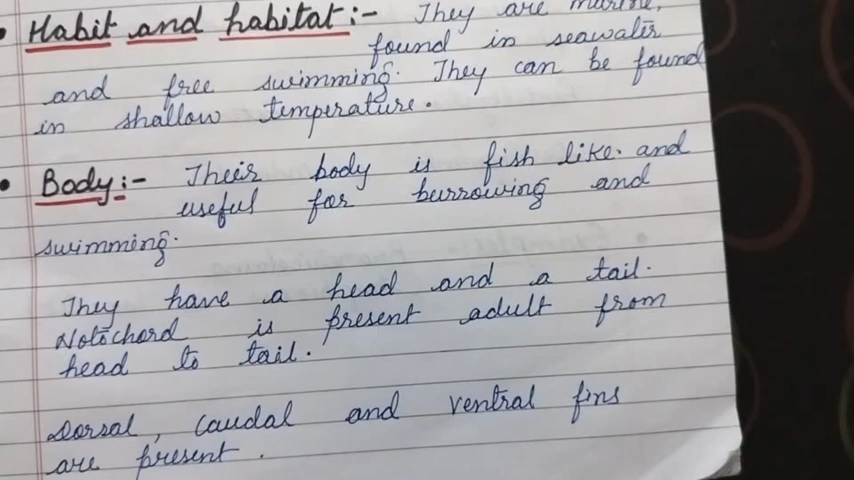 Habit and habitat:- They are marine,
found in seawater
and free swimming. They can be found
in shallow temperature.
Body:- Their body is fish like. and
useful for burrowing and
swimming.
They have a head and a tail.
Notochord is present adult from
head to tail.
Dorsal, caudal and ventral fins
are present.